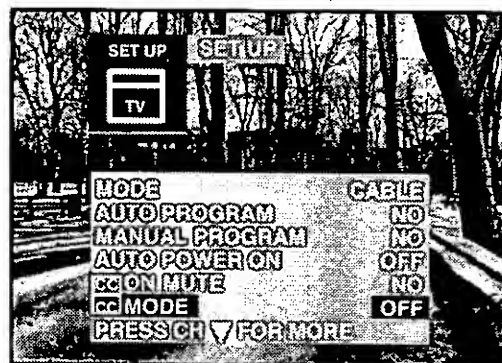 SET UP SET UP
TV
MODE CABLE
AUTO PROGRAM NO
MANUAL PROGRAM NO
AUTO POWER ON OFF
CC ON MUTE NO
CC MODE OFF
PRESS CH ▽ FOR MORE